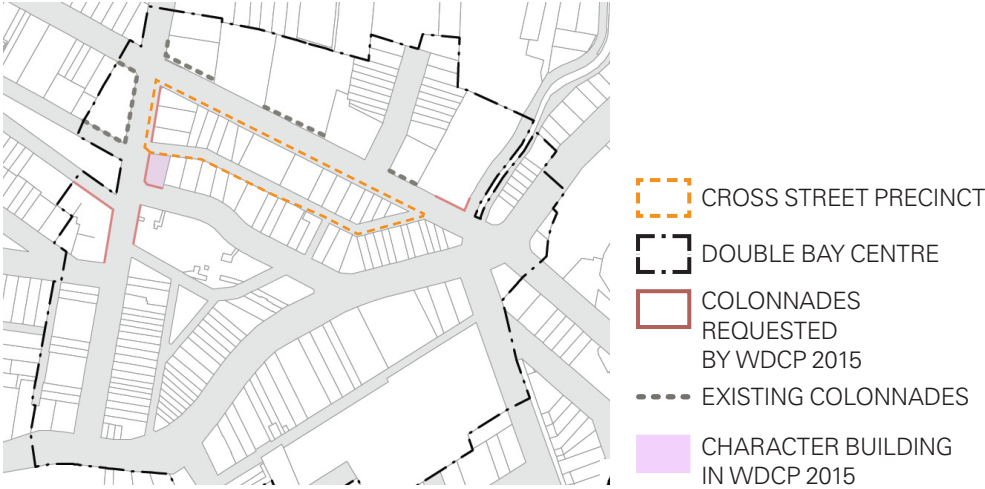 CROSS STREET PRECINCT
DOUBLE BAY CENTRE
COLONNADES
REQUESTED
BY WDCP 2015
EXISTING COLONNADES
CHARACTER BUILDING
IN WDCP 2015